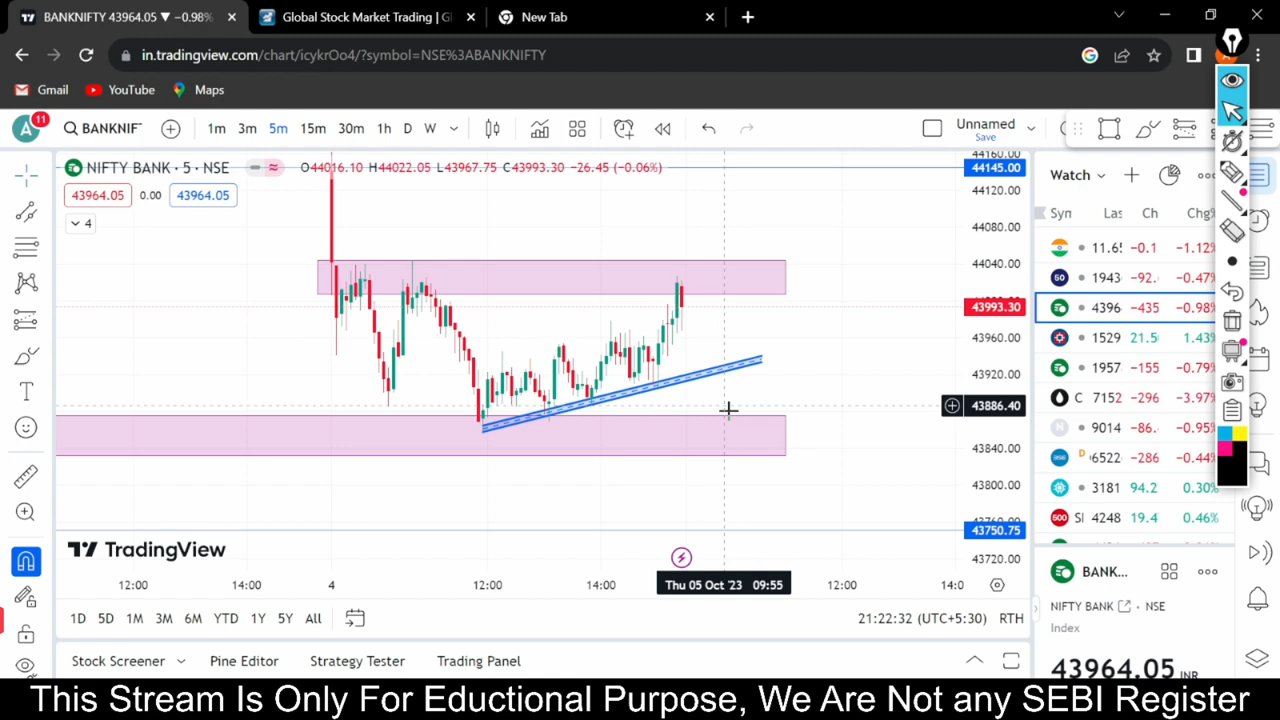 BANKNIFTY 43964.05 ▼ −0.98%
Global Stock Market Trading | Gl
New Tab
in.tradingview.com/chart/icykrOo4/?symbol=NSE%3ABANKNIFTY
Gmail
YouTube
Maps
A
11
BANKNIF
1m 3m 5m 15m 30m 1h D W
Unnamed
Save
NIFTY BANK · 5 · NSE
O44016.10 H44022.05 L43967.75 C43993.30 −26.45 (−0.06%)
43964.05 0.00 43964.05
4
44160.00
44145.00
44120.00
44080.00
44040.00
43993.30
43960.00
43920.00
43886.40
43840.00
43800.00
43750.75
43720.00
TradingView
12:00 14:00 4 12:00 14:00 Thu 05 Oct '23 09:55 12:00 14:0
1D 5D 1M 3M 6M YTD 1Y 5Y All
21:22:32 (UTC+5:30) RTH
Stock Screener
Pine Editor
Strategy Tester
Trading Panel
Watch
Syn Las Ch Chg%
11.65 −0.1 −1.12%
50 1943 −92. −0.47%
4396 −435 −0.98%
1529 21.5 1.43%
1957 −155 −0.79%
C 7152 −296 −3.97%
N 9014 −86. −0.95%
D 6522 −286 −0.44%
3181 94.2 0.30%
500 SI 4248 19.4 0.46%
BANK...
NIFTY BANK · NSE
Index
43964.05 INR
This Stream Is Only For Eductional Purpose, We Are Not any SEBI Register